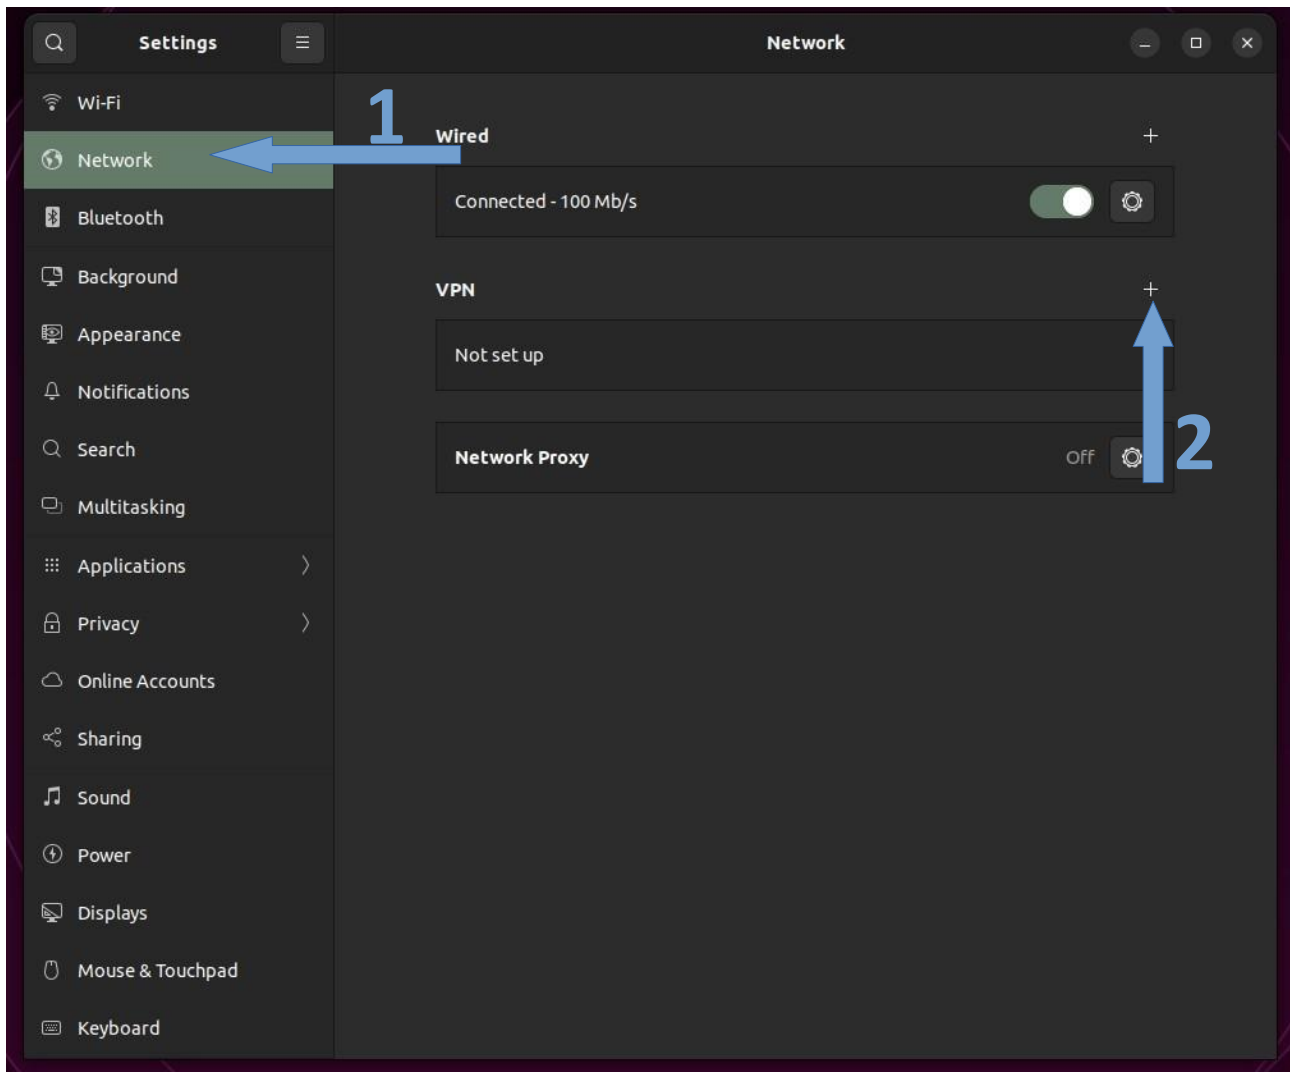 Settings
Network
Wi-Fi
Network
Bluetooth
Background
Appearance
Notifications
Search
Multitasking
Applications
Privacy
Online Accounts
Sharing
Sound
Power
Displays
Mouse & Touchpad
Keyboard
1
Wired
Connected - 100 Mb/s
VPN
Not set up
Network Proxy
Off
2